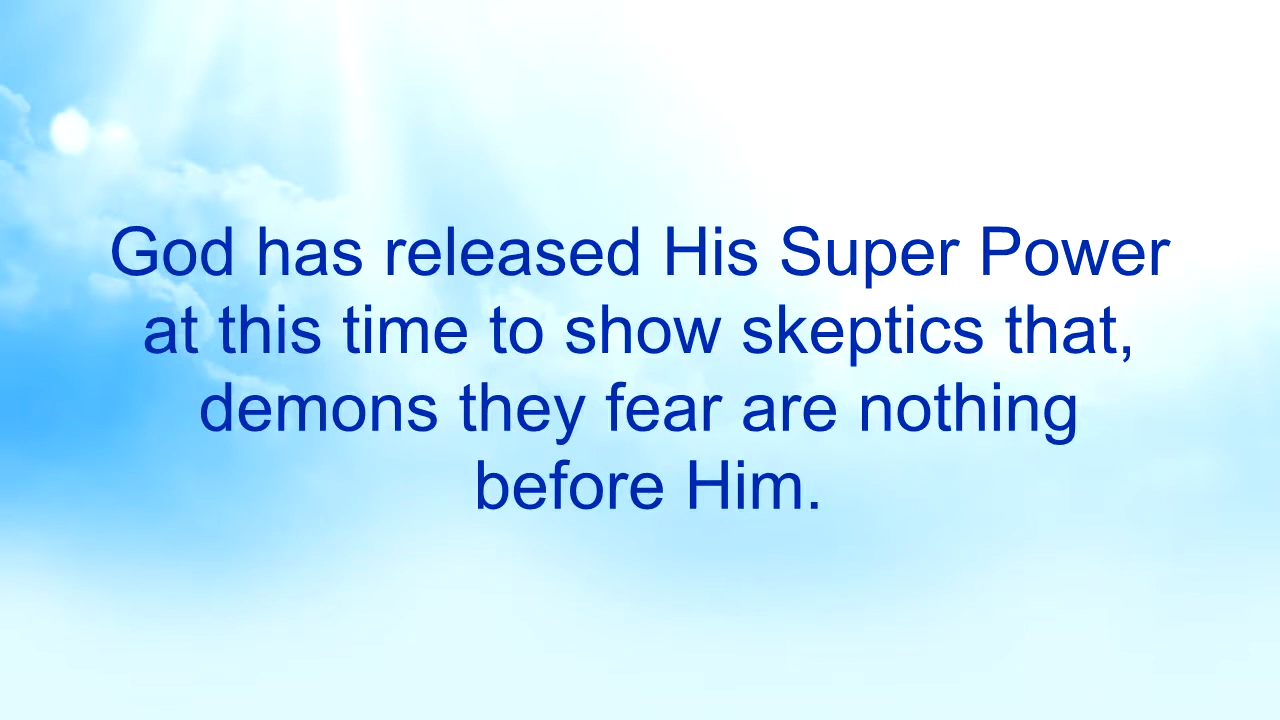 God has released His Super Power
at this time to show skeptics that,
demons they fear are nothing
before Him.